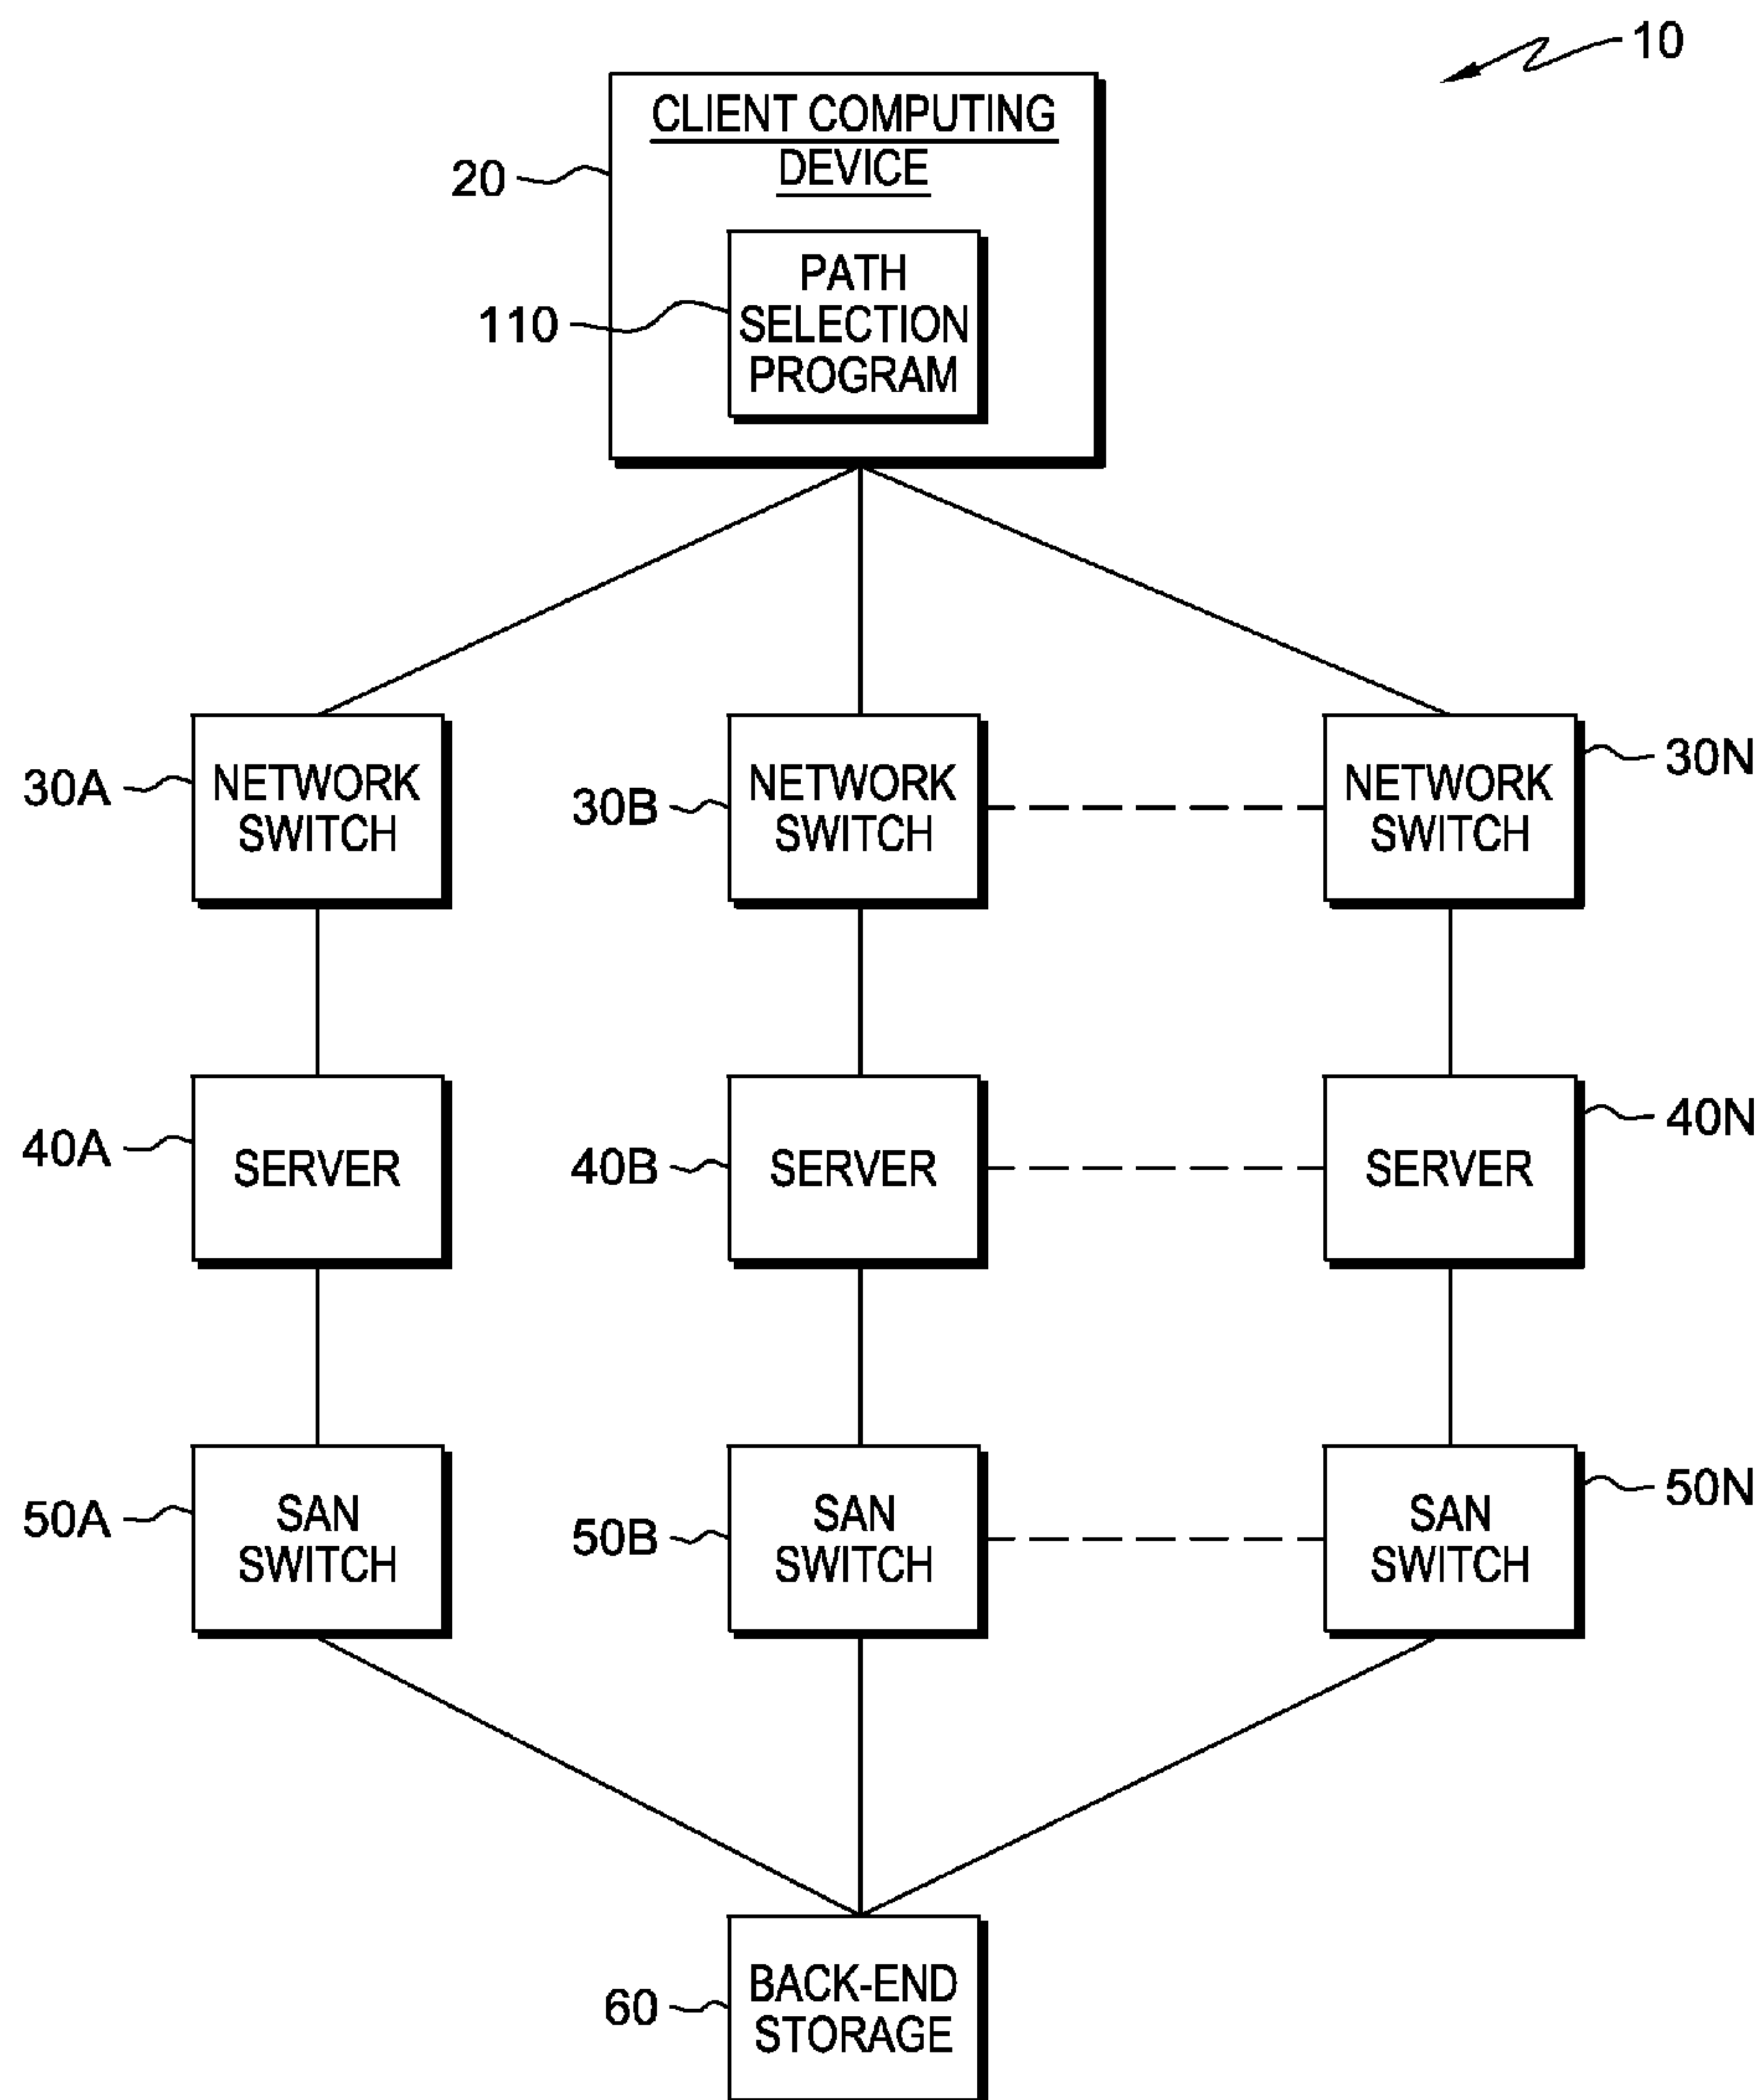 10
CLIENT COMPUTING
DEVICE
20
PATH
SELECTION
PROGRAM
110
30A
NETWORK
SWITCH
30B
NETWORK
SWITCH
NETWORK
SWITCH
30N
40A
SERVER
40B
SERVER
SERVER
40N
50A
SAN
SWITCH
50B
SAN
SWITCH
SAN
SWITCH
50N
60
BACK-END
STORAGE